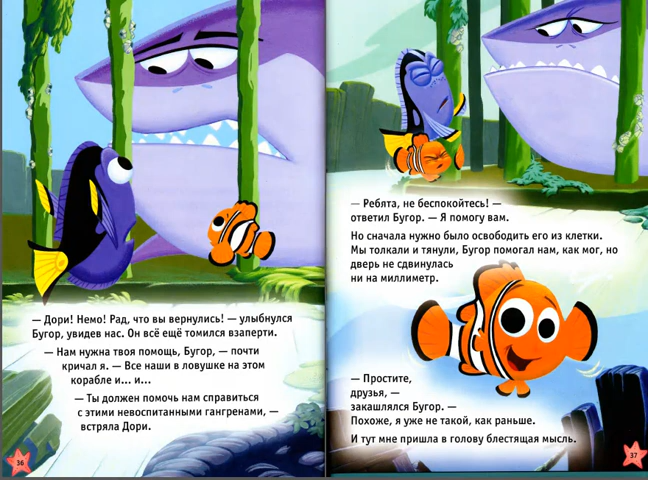 — Дори! Немо! Рад, что вы вернулись! — улыбнулся
Бугор, увидев нас. Он всё ещё томился взаперти.
— Нам нужна твоя помощь, Бугор, — почти
кричал я. — Все наши в ловушке на этом
корабле и... и...
— Ты должен помочь нам справиться
с этими невоспитанными гангренами, —
встряла Дори.
36
— Ребята, не беспокойтесь! —
ответил Бугор. — Я помогу вам.
Но сначала нужно было освободить его из клетки.
Мы толкали и тянули, Бугор помогал нам, как мог, но
дверь не сдвинулась
ни на миллиметр.
— Простите,
друзья, —
закашлялся Бугор. —
Похоже, я уже не такой, как раньше.
И тут мне пришла в голову блестящая мысль.
37